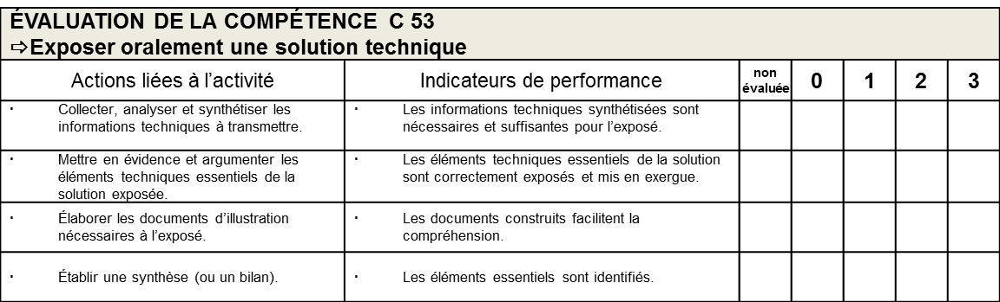 ÉVALUATION DE LA COMPÉTENCE C 53
⇨Exposer oralement une solution technique
Actions liées à l’activité
Indicateurs de performance
non
évaluée
0
1
2
3
· Collecter, analyser et synthétiser les
informations techniques à transmettre.
· Les informations techniques synthétisées sont
nécessaires et suffisantes pour l’exposé.
· Mettre en évidence et argumenter les
éléments techniques essentiels de la
solution exposée.
· Les éléments techniques essentiels de la solution
sont correctement exposés et mis en exergue.
· Élaborer les documents d’illustration
nécessaires à l’exposé.
· Les documents construits facilitent la
compréhension.
· Établir une synthèse (ou un bilan).
· Les éléments essentiels sont identifiés.